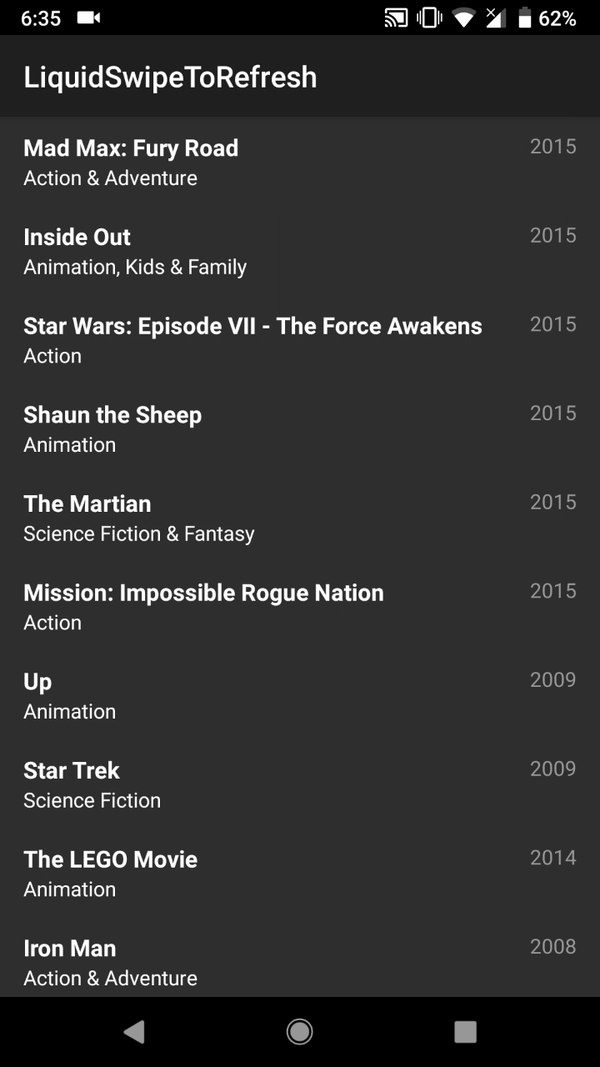 6:35 62%
LiquidSwipeToRefresh
Mad Max: Fury Road 2015
Action & Adventure
Inside Out 2015
Animation, Kids & Family
Star Wars: Episode VII - The Force Awakens 2015
Action
Shaun the Sheep 2015
Animation
The Martian 2015
Science Fiction & Fantasy
Mission: Impossible Rogue Nation 2015
Action
Up 2009
Animation
Star Trek 2009
Science Fiction
The LEGO Movie 2014
Animation
Iron Man 2008
Action & Adventure